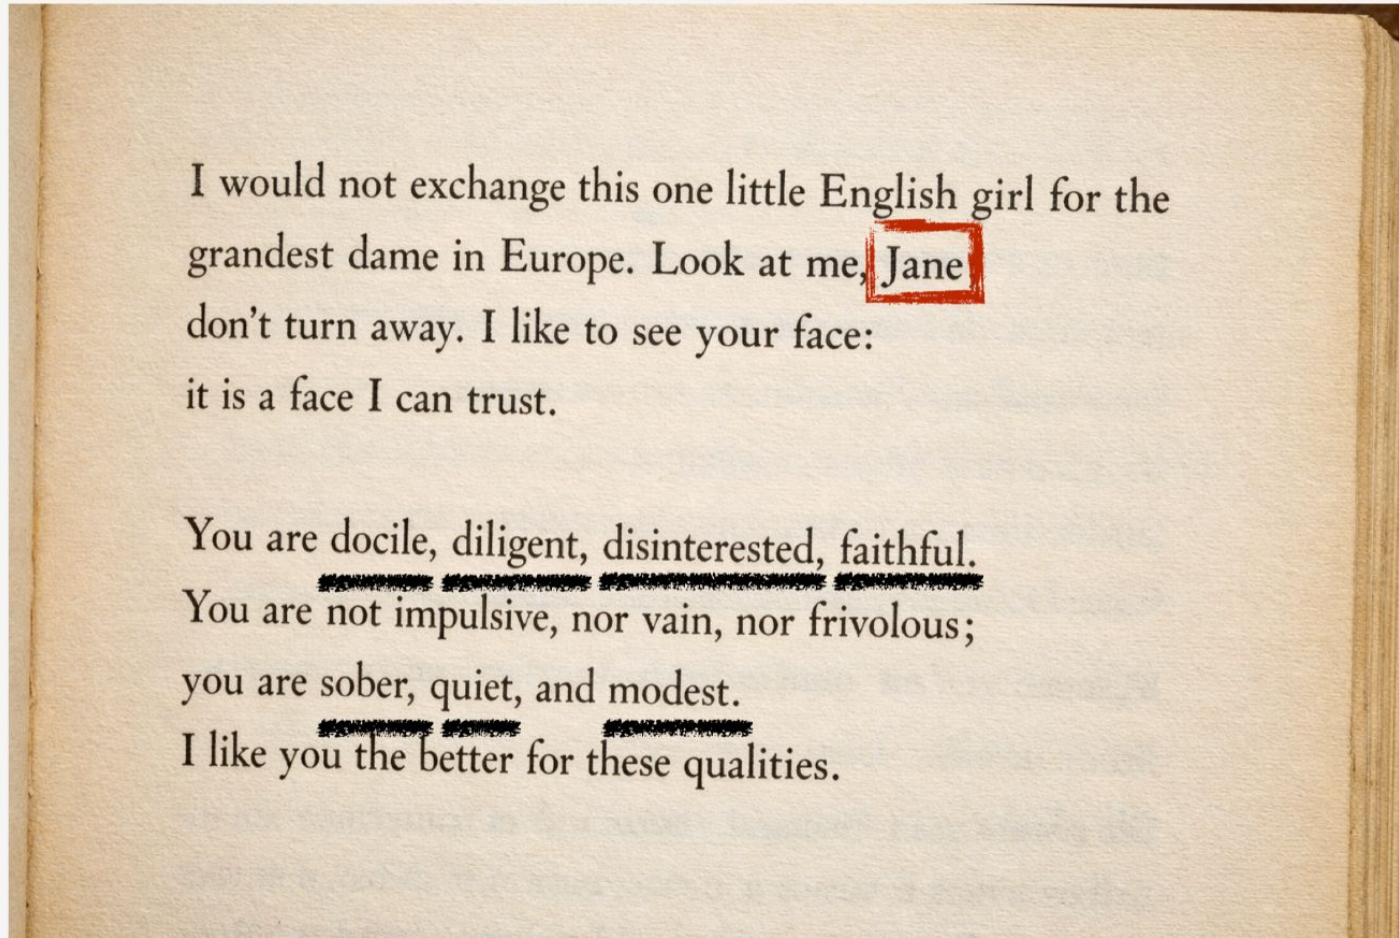 I would not exchange this one little English girl for the
grandest dame in Europe. Look at me, Jane
don't turn away. I like to see your face:
it is a face I can trust.
You are docile, diligent, disinterested, faithful.
You are not impulsive, nor vain, nor frivolous;
you are sober, quiet, and modest.
I like you the better for these qualities.